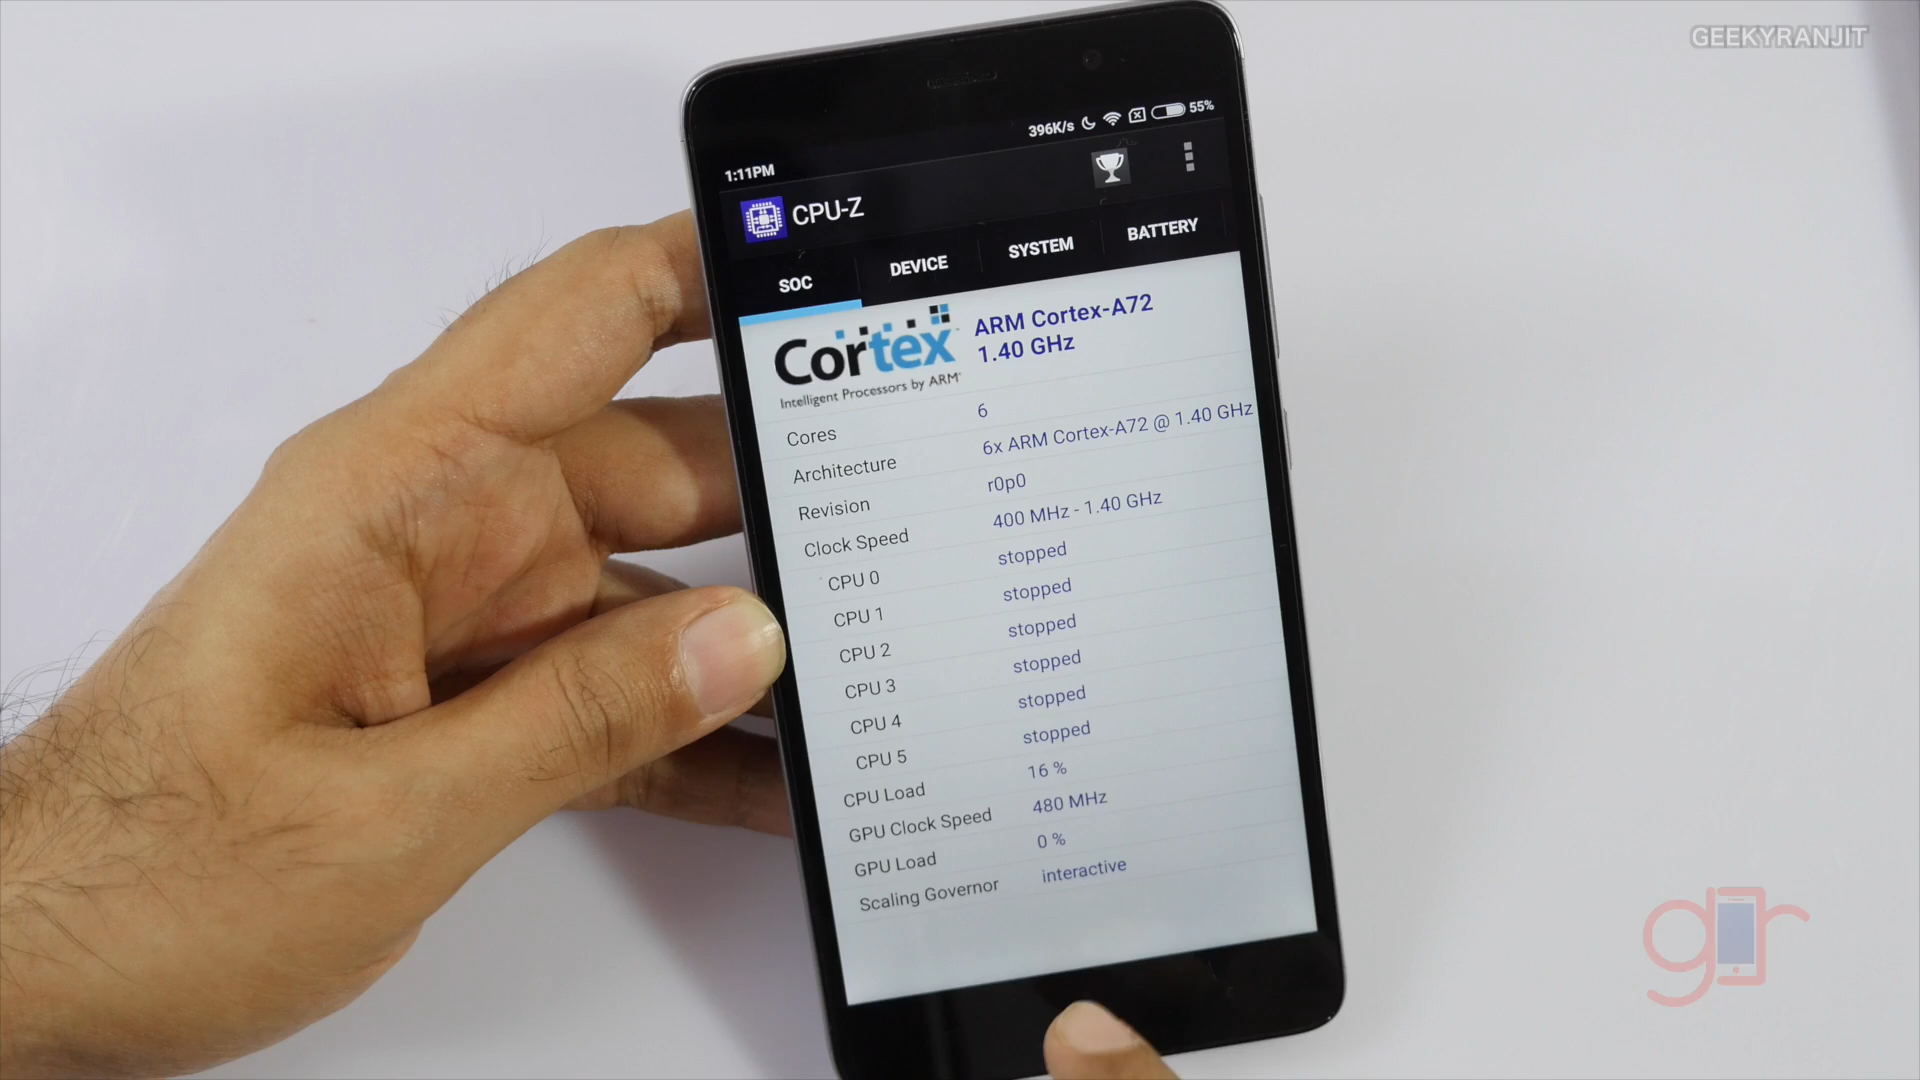 GEEKYRANJIT
396K/s 55%
1:11PM
CPU-Z
SOC DEVICE SYSTEM BATTERY
Cortex
Intelligent Processors by ARM
ARM Cortex-A72
1.40 GHz
Cores 6
Architecture 6x ARM Cortex-A72 @ 1.40 GHz
Revision r0p0
Clock Speed 400 MHz - 1.40 GHz
CPU 0 stopped
CPU 1 stopped
CPU 2 stopped
CPU 3 stopped
CPU 4 stopped
CPU 5 stopped
CPU Load 16 %
GPU Clock Speed 480 MHz
GPU Load 0 %
Scaling Governor interactive
gr